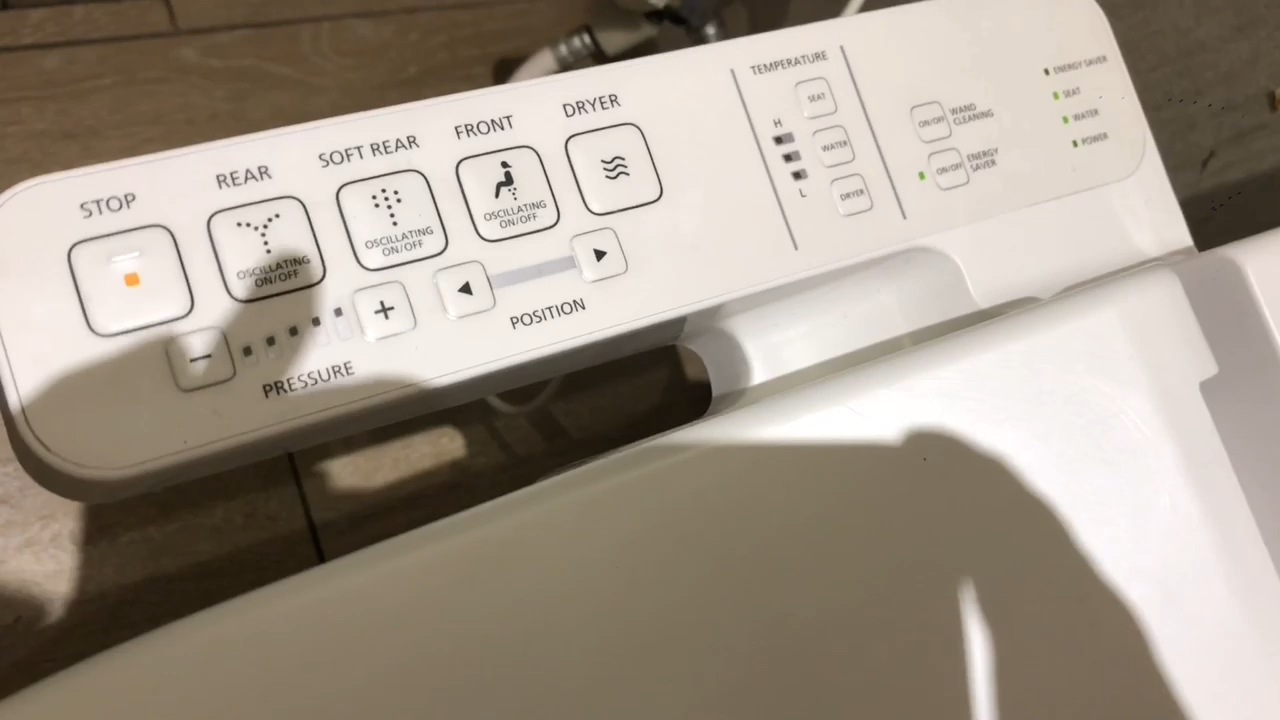 STOP
REAR
OSCILLATING
ON/OFF
SOFT REAR
OSCILLATING
ON/OFF
FRONT
OSCILLATING
ON/OFF
DRYER
−
+
PRESSURE
POSITION
TEMPERATURE
H
L
SEAT
WATER
DRYER
ON/OFF
WAND
CLEANING
ON/OFF
ENERGY
SAVER
ENERGY SAVER
SEAT
WATER
POWER